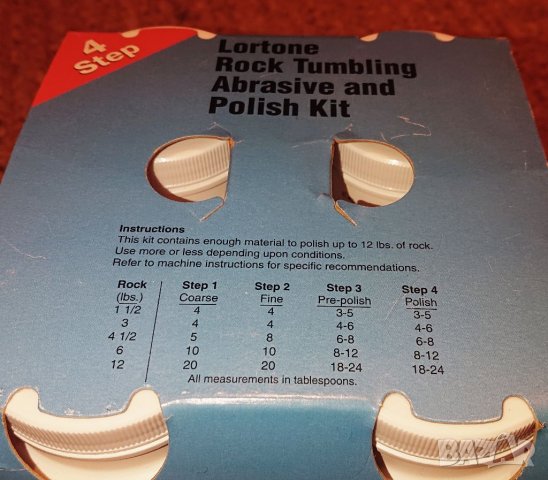 4
Step
Lortone
Rock Tumbling
Abrasive and
Polish Kit
Instructions
This kit contains enough material to polish up to 12 lbs. of rock.
Use more or less depending upon conditions.
Refer to machine instructions for specific recommendations.
Rock Step 1 Step 2 Step 3 Step 4
(lbs.) Coarse Fine Pre-polish Polish
1 1/2 4 4 3-5 3-5
3 4 4 4-6 4-6
4 1/2 5 8 6-8 6-8
6 10 10 8-12 8-12
12 20 20 18-24 18-24
All measurements in tablespoons.
BAZAR